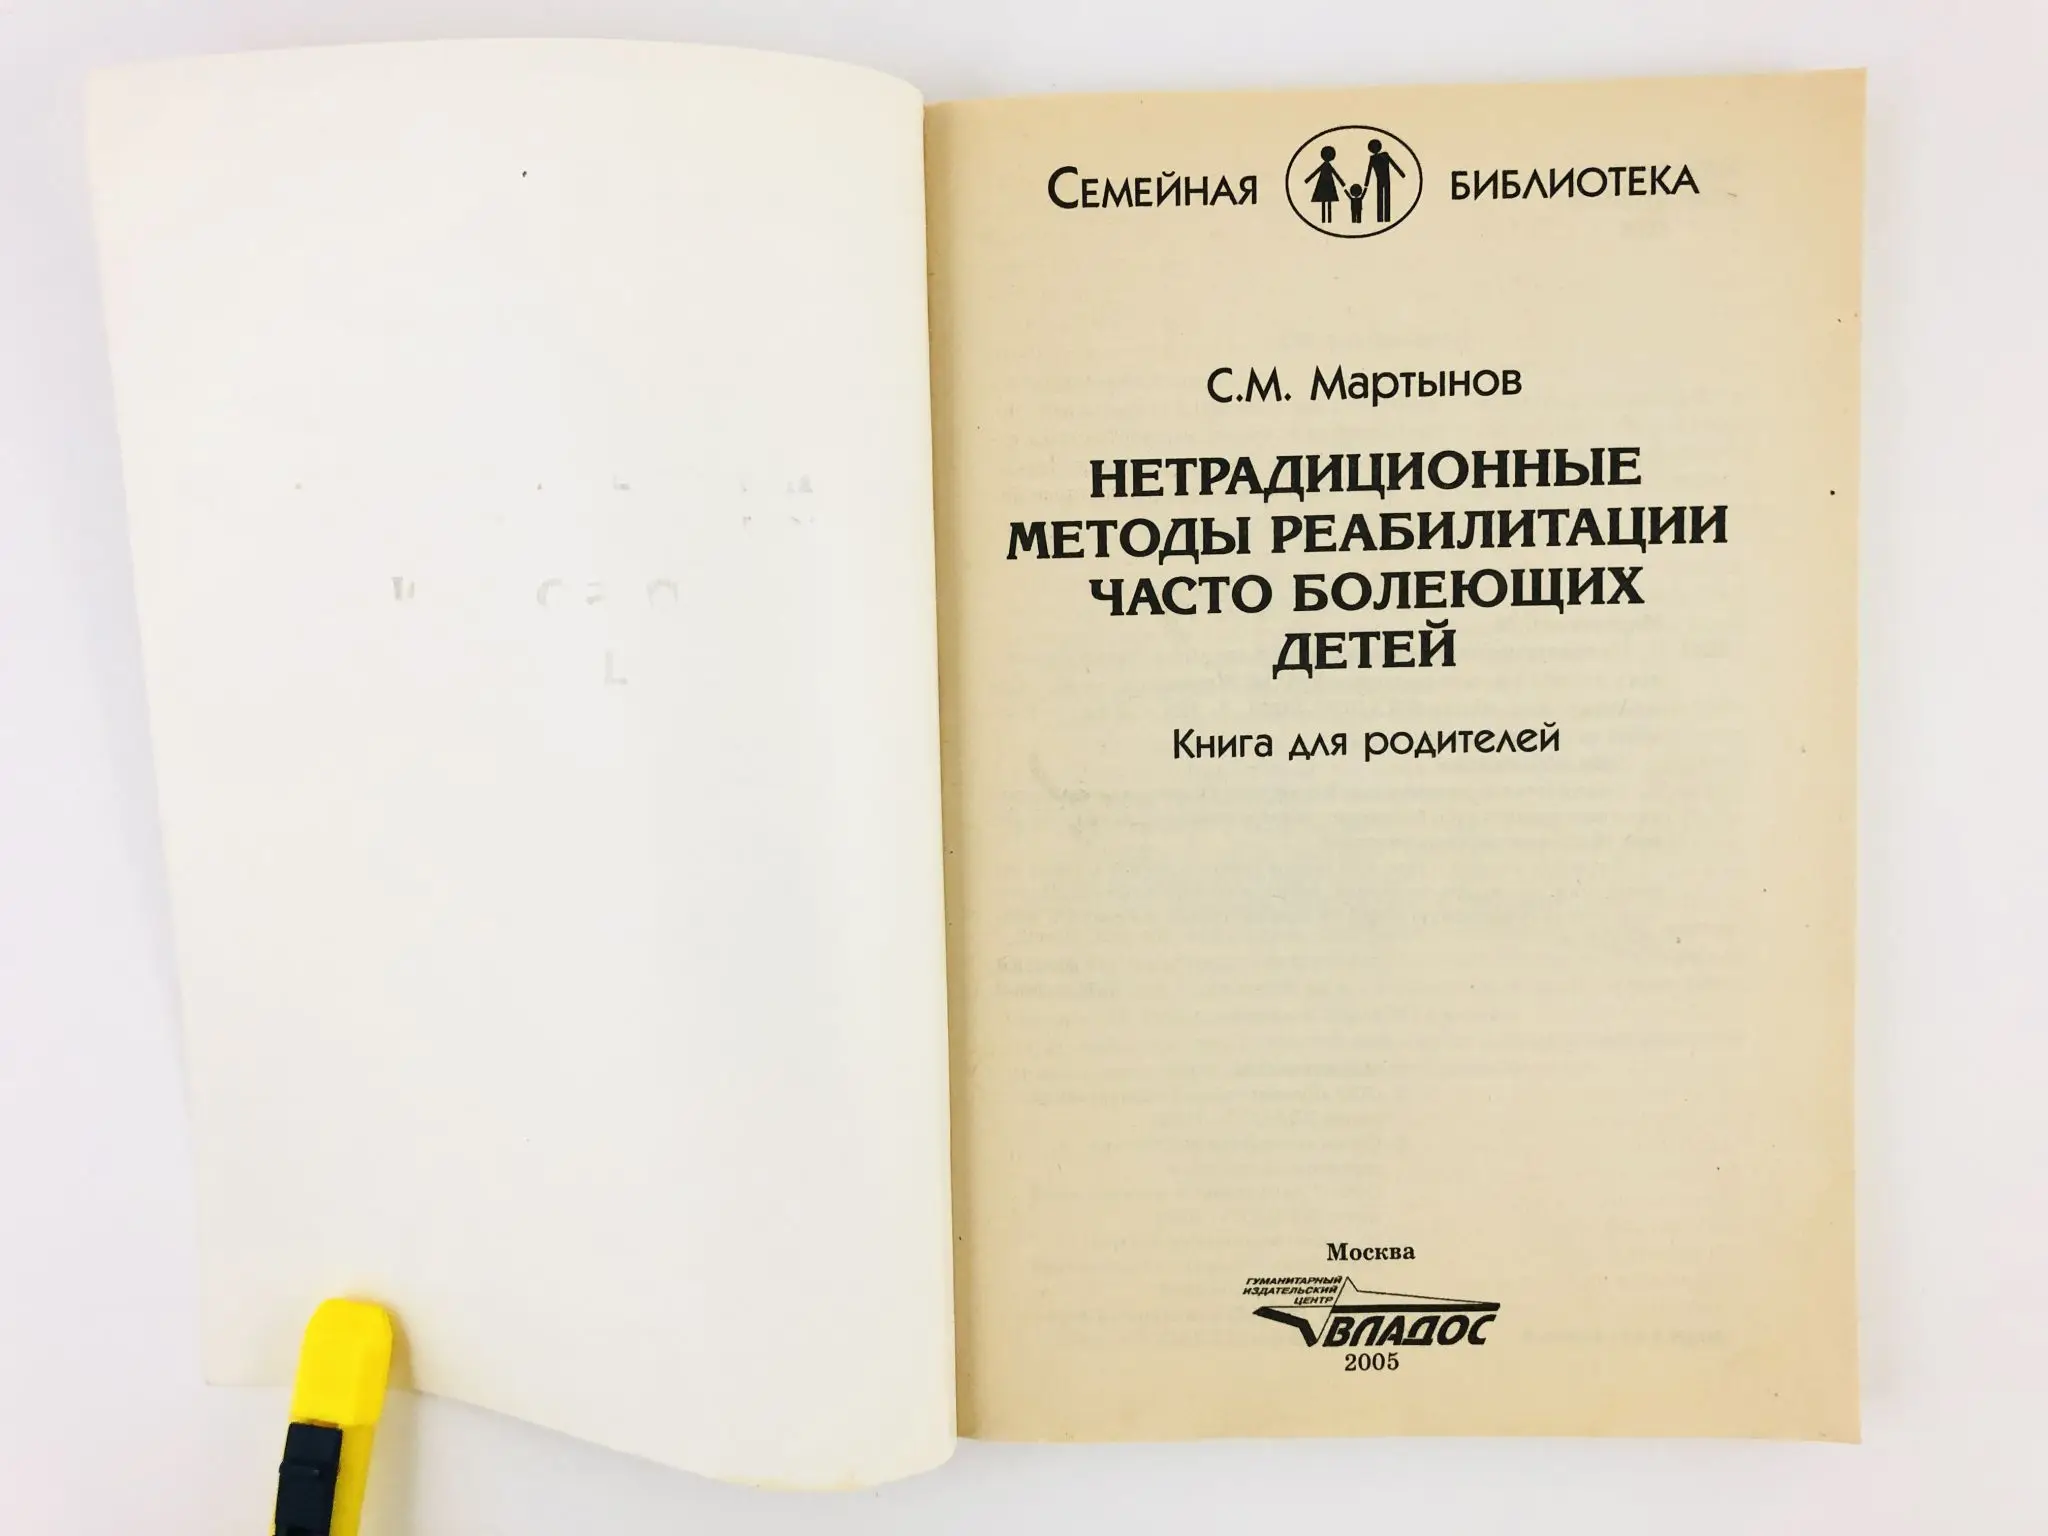 Семейная библиотека
С.М. Мартынов
НЕТРАДИЦИОННЫЕ
МЕТОДЫ РЕАБИЛИТАЦИИ
ЧАСТО БОЛЕЮЩИХ
ДЕТЕЙ
Книга для родителей
Москва
ГУМАНИТАРНЫЙ
ИЗДАТЕЛЬСКИЙ
ЦЕНТР
ВЛАДОС
2005